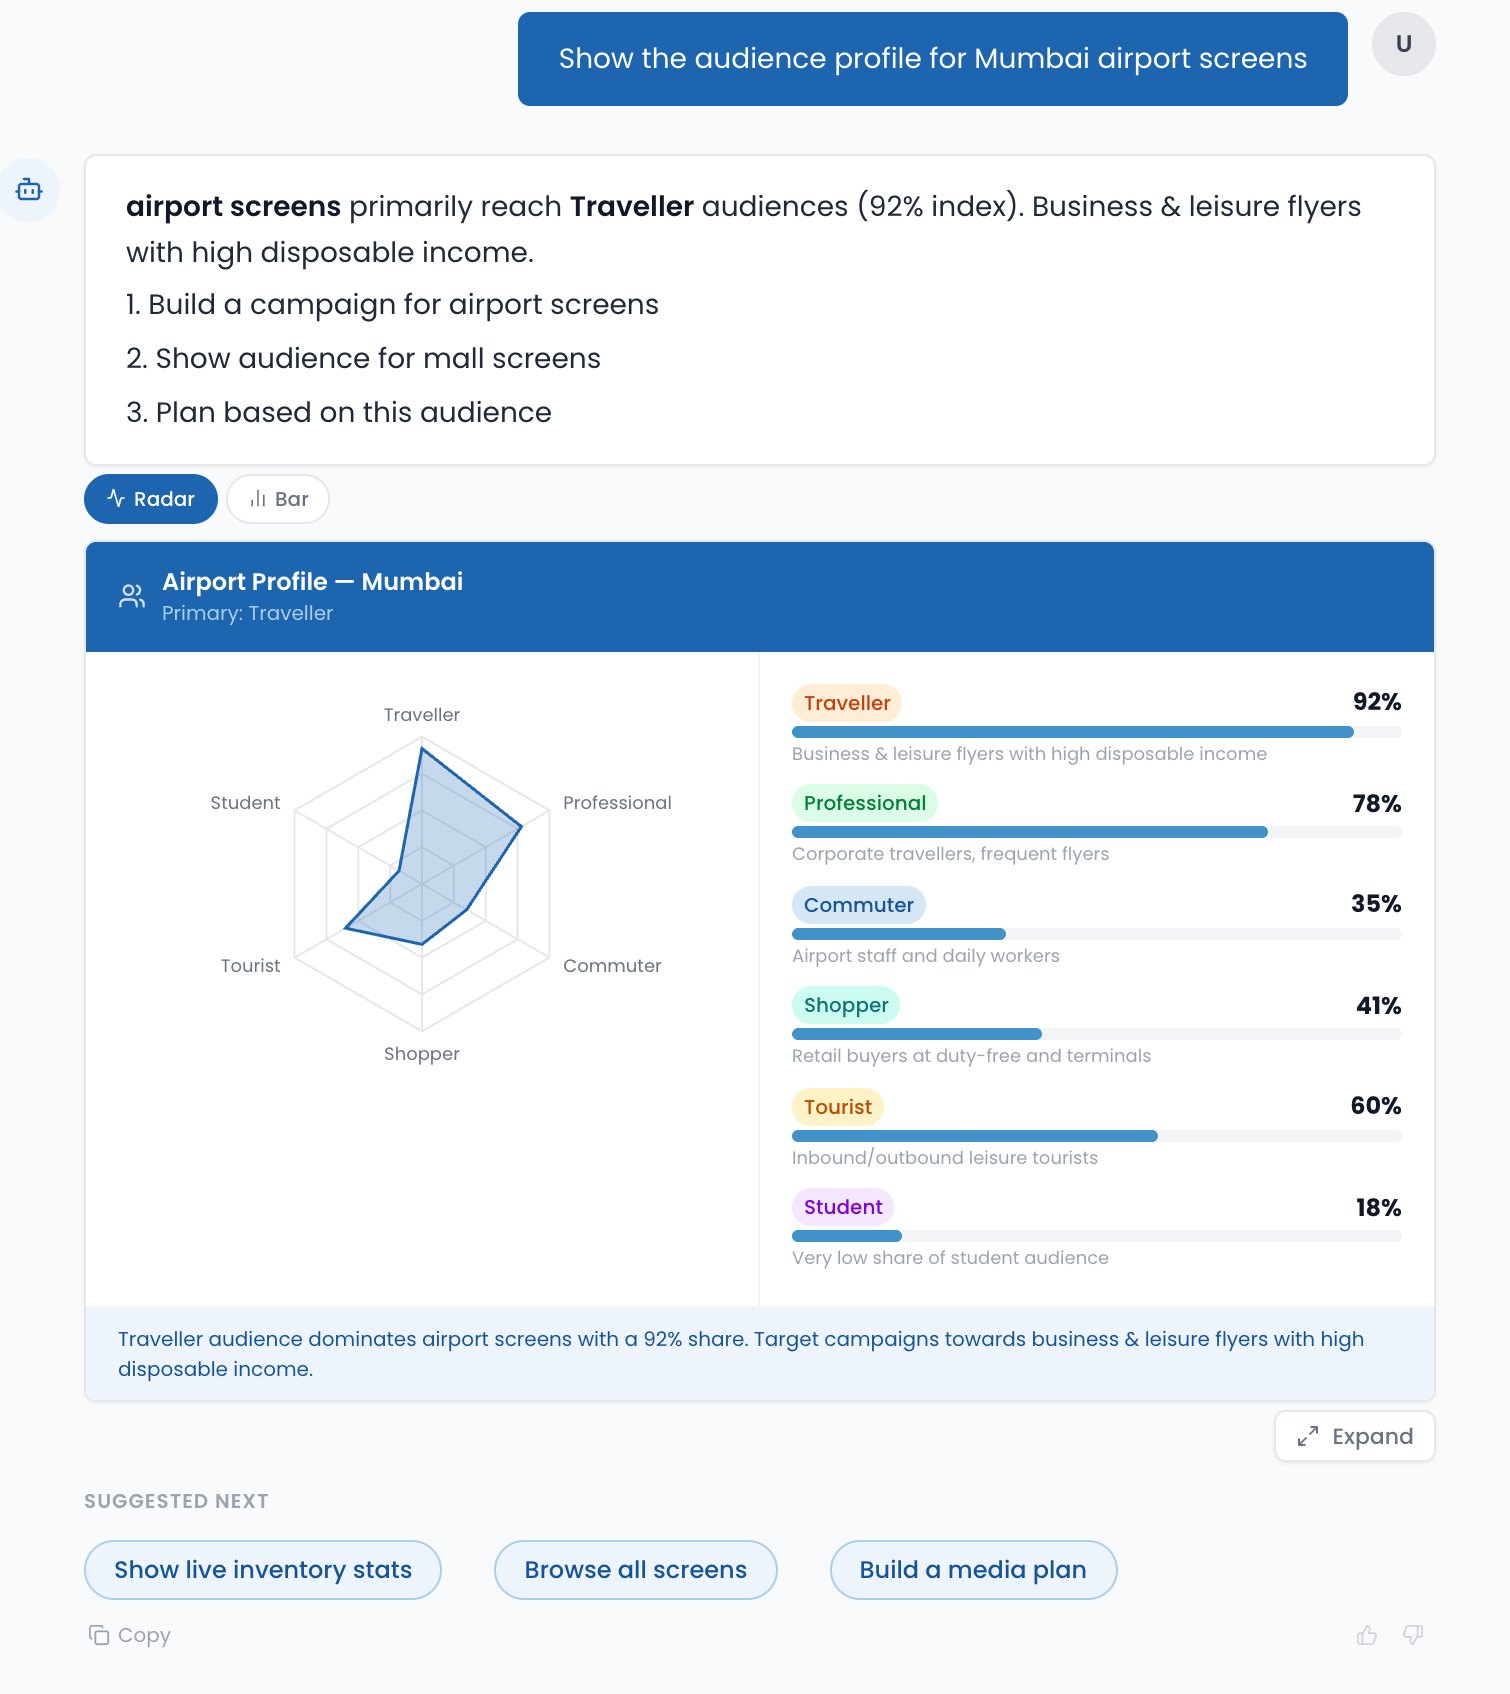 Show the audience profile for Mumbai airport screens
U
airport screens primarily reach Traveller audiences (92% index). Business & leisure flyers
with high disposable income.
1. Build a campaign for airport screens
2. Show audience for mall screens
3. Plan based on this audience
Radar
Bar
Airport Profile — Mumbai
Primary: Traveller
Traveller
Professional
Commuter
Shopper
Tourist
Student
Traveller 92%
Business & leisure flyers with high disposable income
Professional 78%
Corporate travellers, frequent flyers
Commuter 35%
Airport staff and daily workers
Shopper 41%
Retail buyers at duty-free and terminals
Tourist 60%
Inbound/outbound leisure tourists
Student 18%
Very low share of student audience
Traveller audience dominates airport screens with a 92% share. Target campaigns towards business & leisure flyers with high
disposable income.
Expand
SUGGESTED NEXT
Show live inventory stats
Browse all screens
Build a media plan
Copy